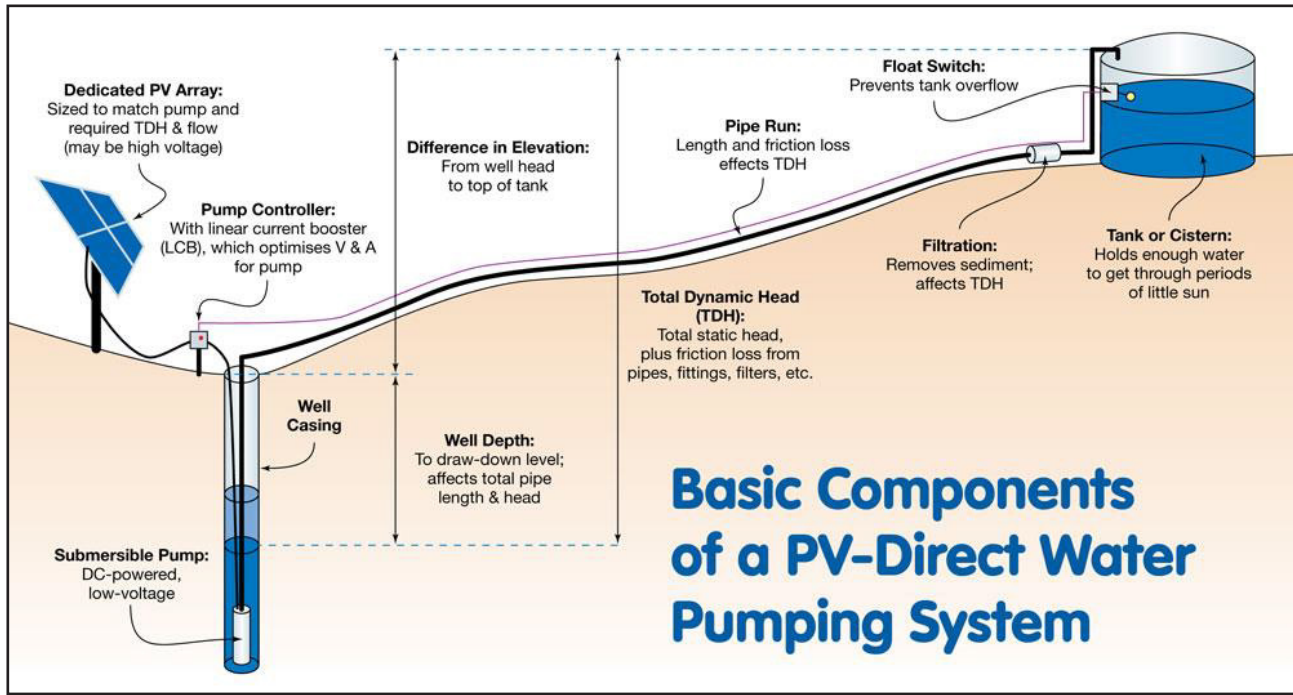 Dedicated PV Array:
Sized to match pump and
required TDH & flow
(may be high voltage)
Pump Controller:
With linear current booster
(LCB), which optimises V & A
for pump
Difference in Elevation:
From well head
to top of tank
Pipe Run:
Length and friction loss
effects TDH
Float Switch:
Prevents tank overflow
Filtration:
Removes sediment;
affects TDH
Tank or Cistern:
Holds enough water
to get through periods
of little sun
Total Dynamic Head
(TDH):
Total static head,
plus friction loss from
pipes, fittings, filters, etc.
Well
Casing
Well Depth:
To draw-down level;
affects total pipe
length & head
Submersible Pump:
DC-powered,
low-voltage
Basic Components
of a PV-Direct Water
Pumping System